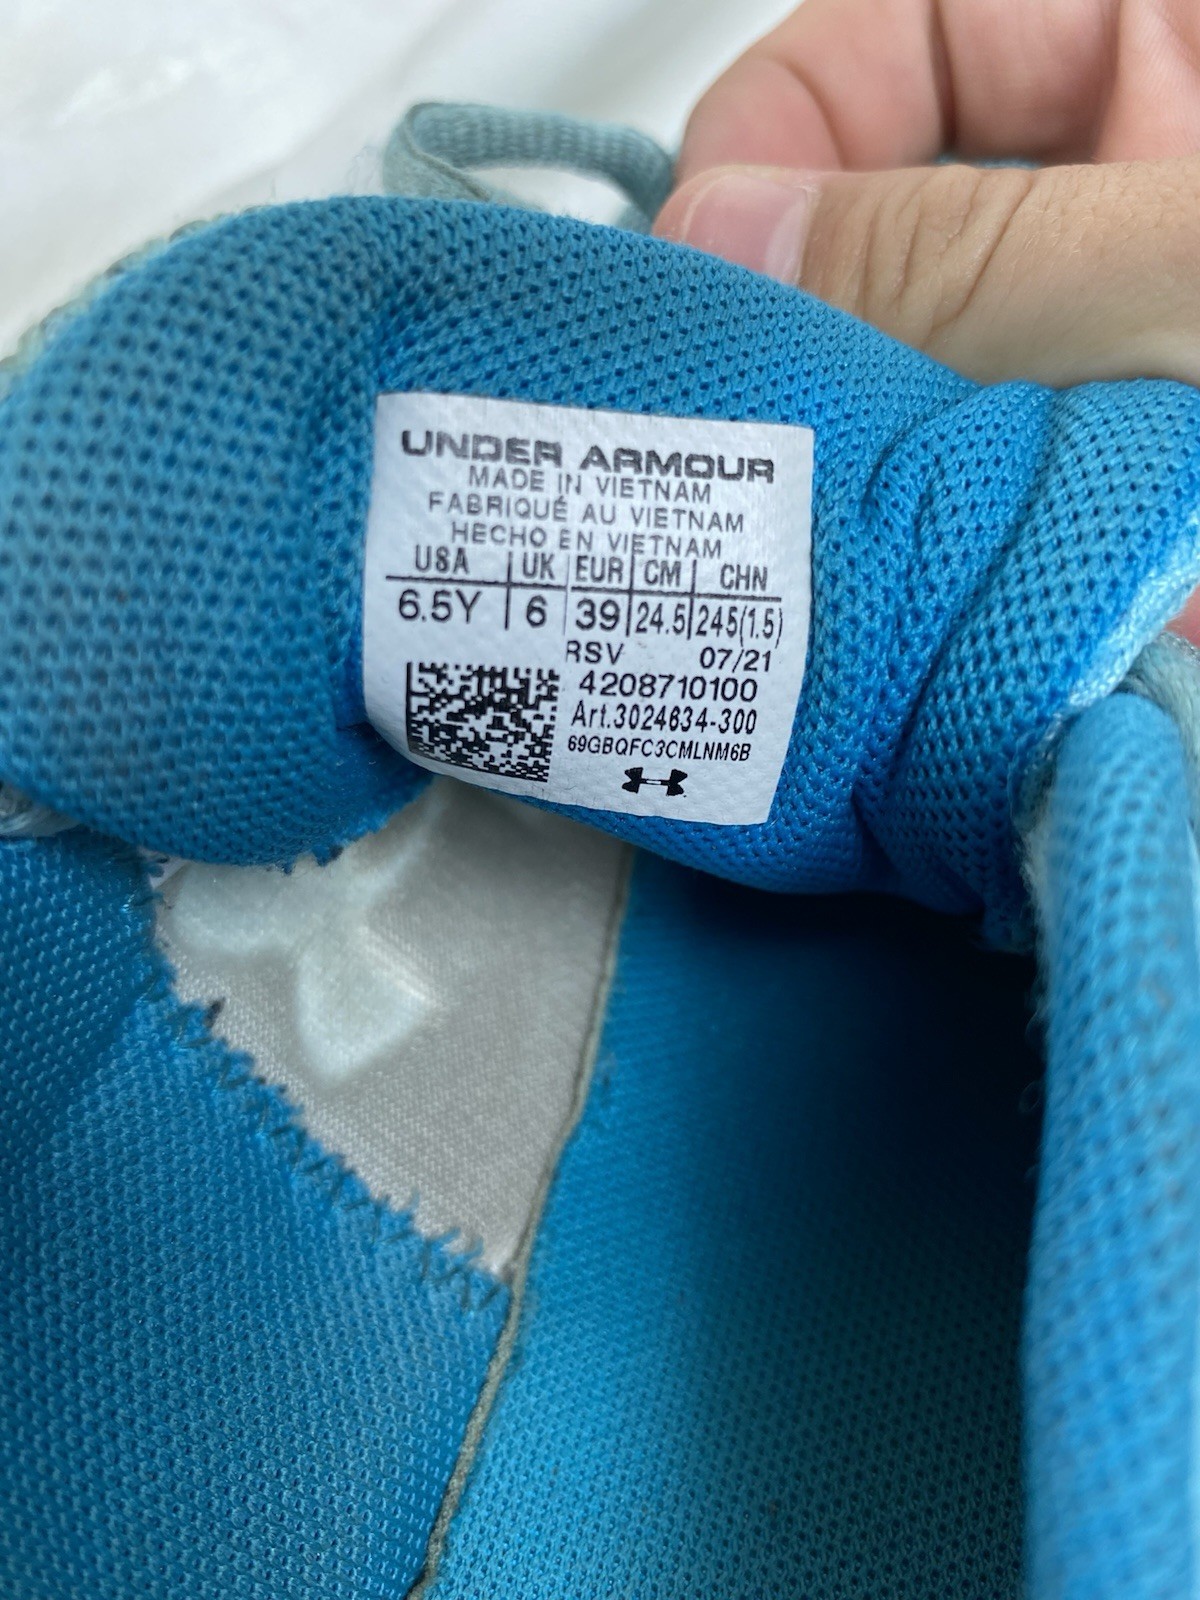 UNDER ARMOUR
MADE IN VIETNAM
FABRIQUÉ AU VIETNAM
HECHO EN VIETNAM
USA UK EUR CM CHN
6.5Y 6 39 24.5 245(1.5)
RSV 07/21
4208710100
Art.3024634-300
69GBQFC3CMLNM6B